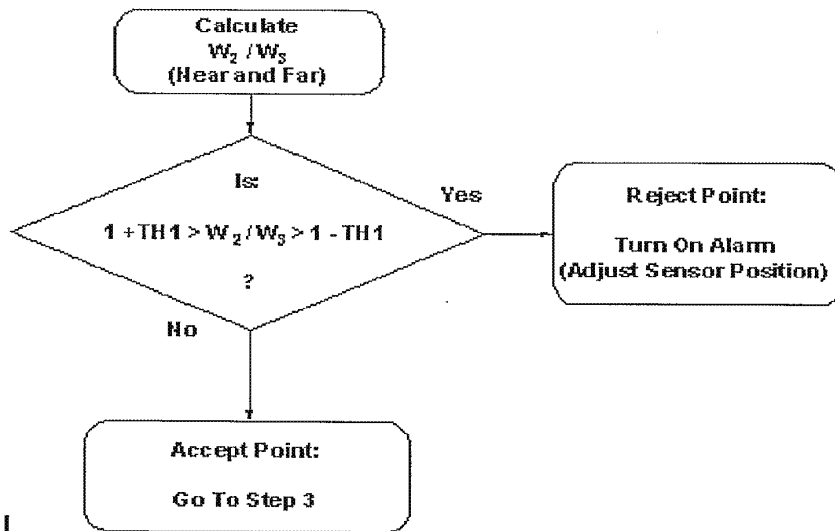 Calculate
W₂ / W₃
(Near and Far)
Is:
1 + TH1 > W₂ / W₃ > 1 - TH1
?
Yes
Reject Point:
Turn On Alarm
(Adjust Sensor Position)
No
Accept Point:
Go To Step 3